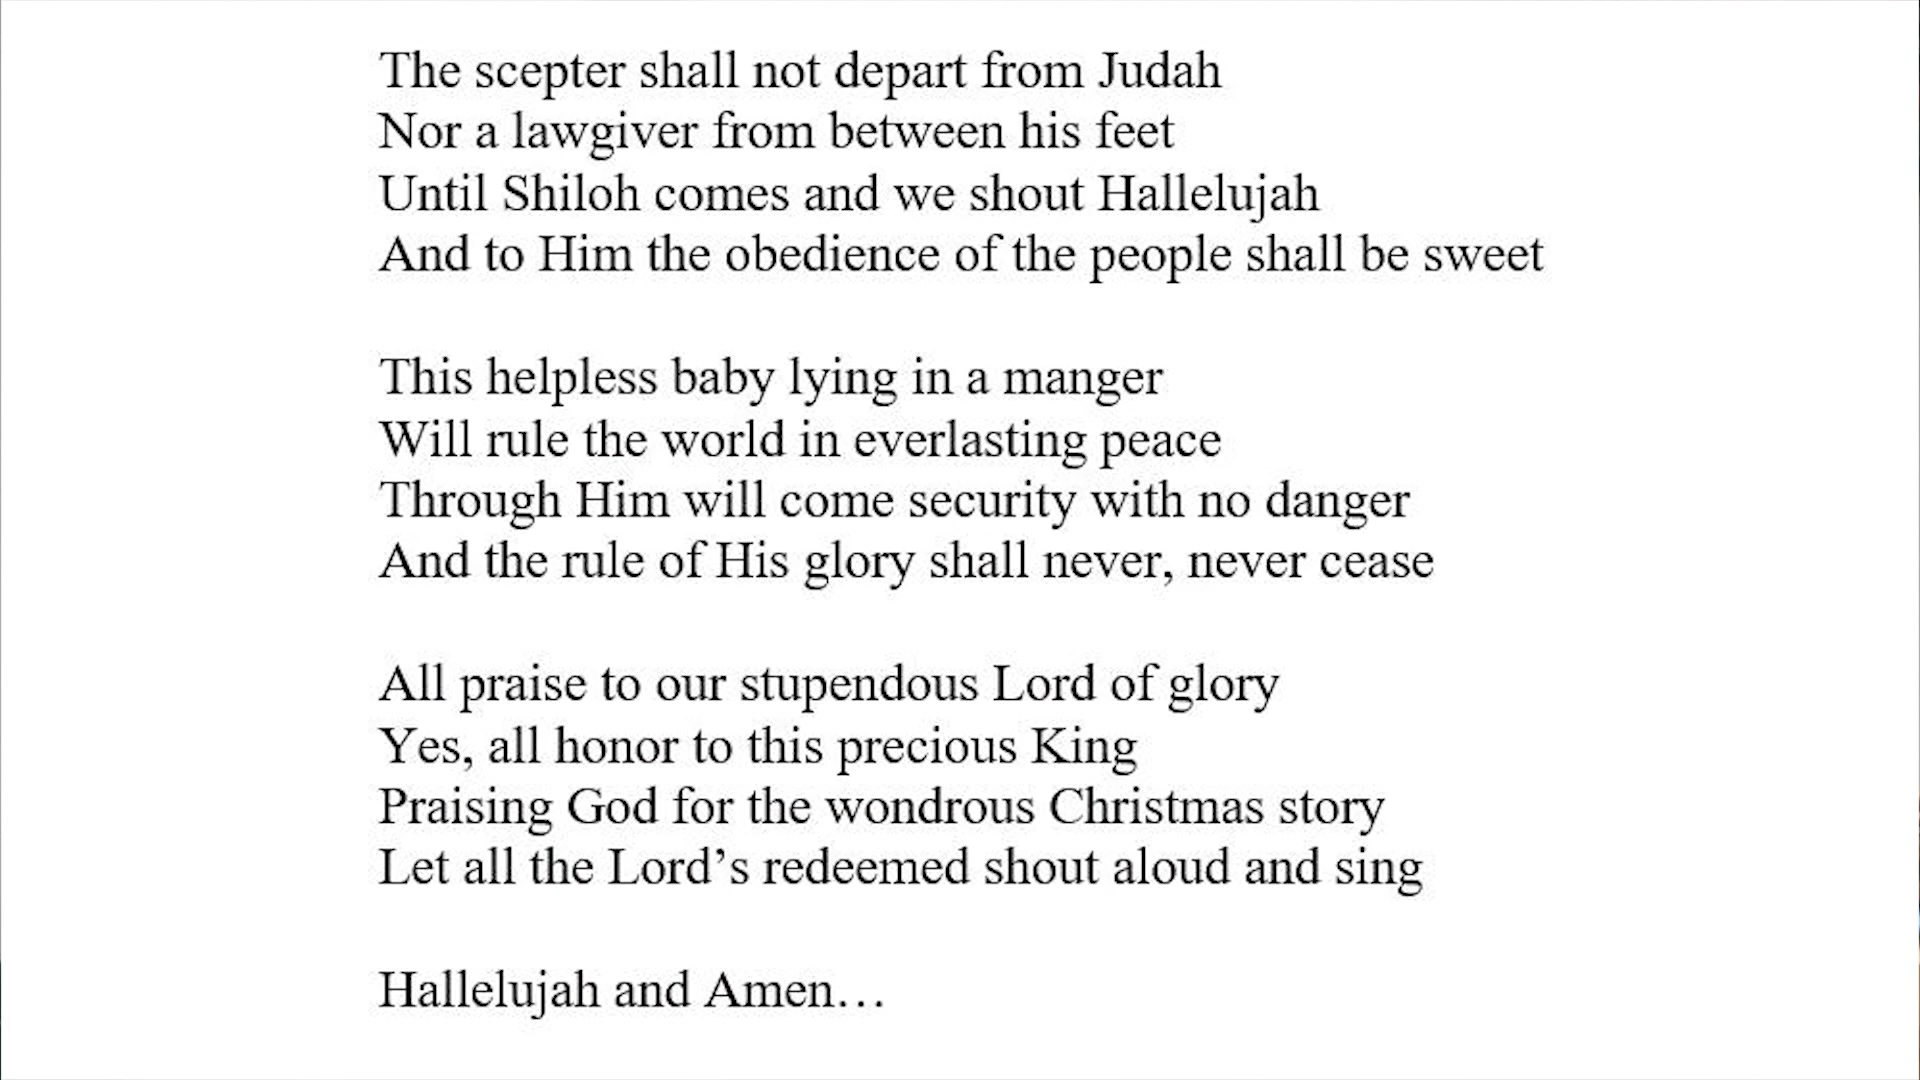 The scepter shall not depart from Judah
Nor a lawgiver from between his feet
Until Shiloh comes and we shout Hallelujah
And to Him the obedience of the people shall be sweet
This helpless baby lying in a manger
Will rule the world in everlasting peace
Through Him will come security with no danger
And the rule of His glory shall never, never cease
All praise to our stupendous Lord of glory
Yes, all honor to this precious King
Praising God for the wondrous Christmas story
Let all the Lord’s redeemed shout aloud and sing
Hallelujah and Amen…